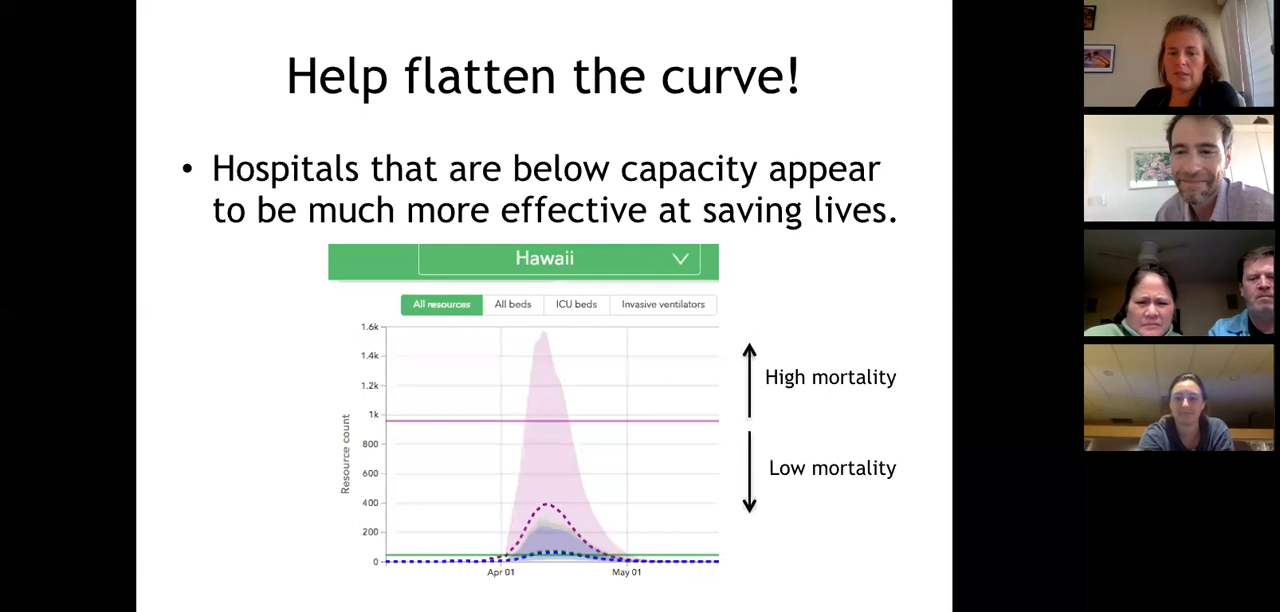 Help flatten the curve!
• Hospitals that are below capacity appear
to be much more effective at saving lives.
Hawaii
All resources All beds ICU beds Invasive ventilators
Resource count
1.6k
1.4k
1.2k
1k
800
600
400
200
0
Apr 01 May 01
High mortality
Low mortality